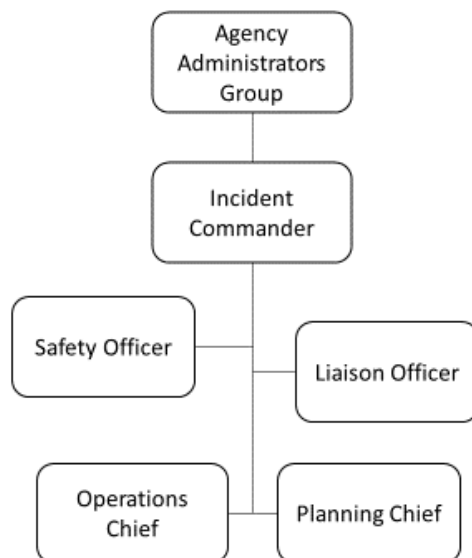 Agency
Administrators
Group
Incident
Commander
Safety Officer
Liaison Officer
Operations
Chief
Planning Chief